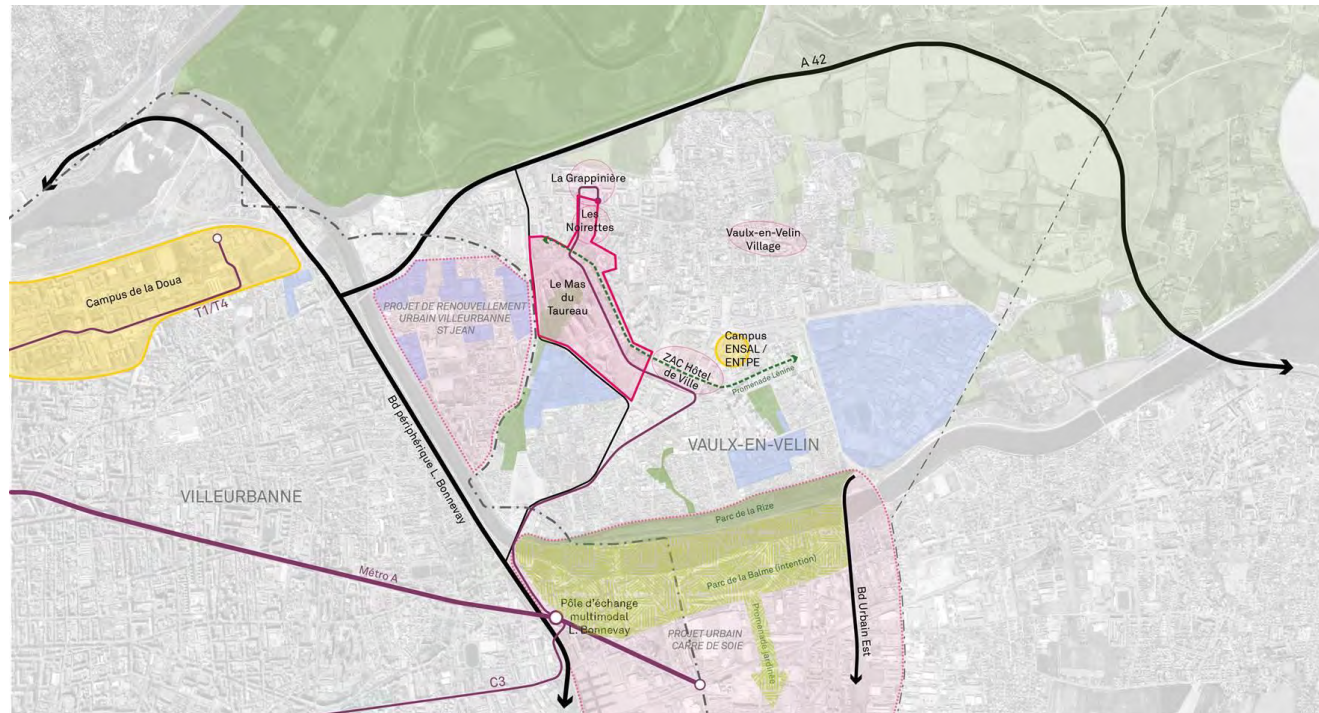 A 42
La Grappinière
Les
Noirettes
Vaulx-en-Velin
Village
Campus de la Doua
T1/T4
PROJET DE RENOUVELLEMENT
URBAIN VILLEURBANNE
ST JEAN
Le Mas
du
Taureau
Campus
ENSAL /
ENTPE
ZAC Hôtel
de Ville
Promenade Lénine
Bd périphérique L. Bonnevay
VAULX-EN-VELIN
VILLEURBANNE
Parc de la Rize
Parc de la Balme (intention)
Métro A
Pôle d'échange
multimodal
L. Bonnevay
PROJET URBAIN
CARRE DE SOIE
Promenade jardinée
Bd Urbain Est
C3